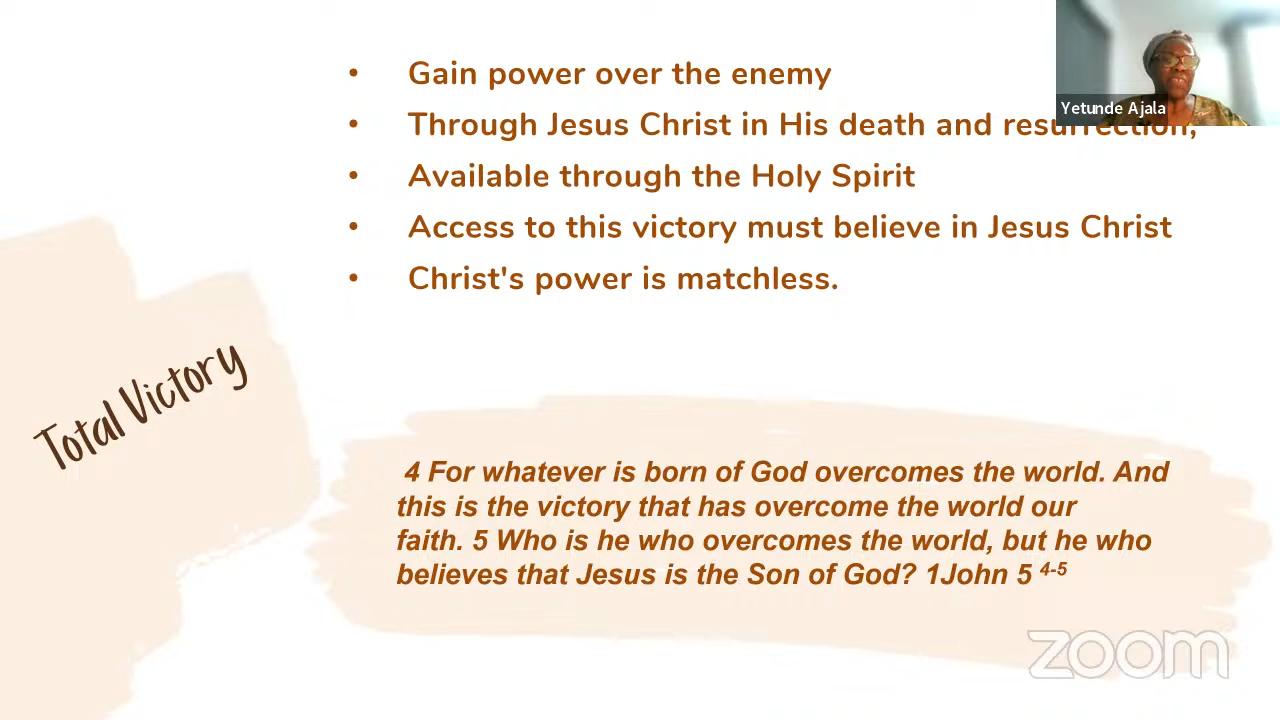 Gain power over the enemy
Yetunde Ajala
Through Jesus Christ in His death and resurrection,
Available through the Holy Spirit
Access to this victory must believe in Jesus Christ
Christ's power is matchless.
Total Victory
4 For whatever is born of God overcomes the world. And
this is the victory that has overcome the world our
faith. 5 Who is he who overcomes the world, but he who
believes that Jesus is the Son of God? 1John 5 4-5
zoom